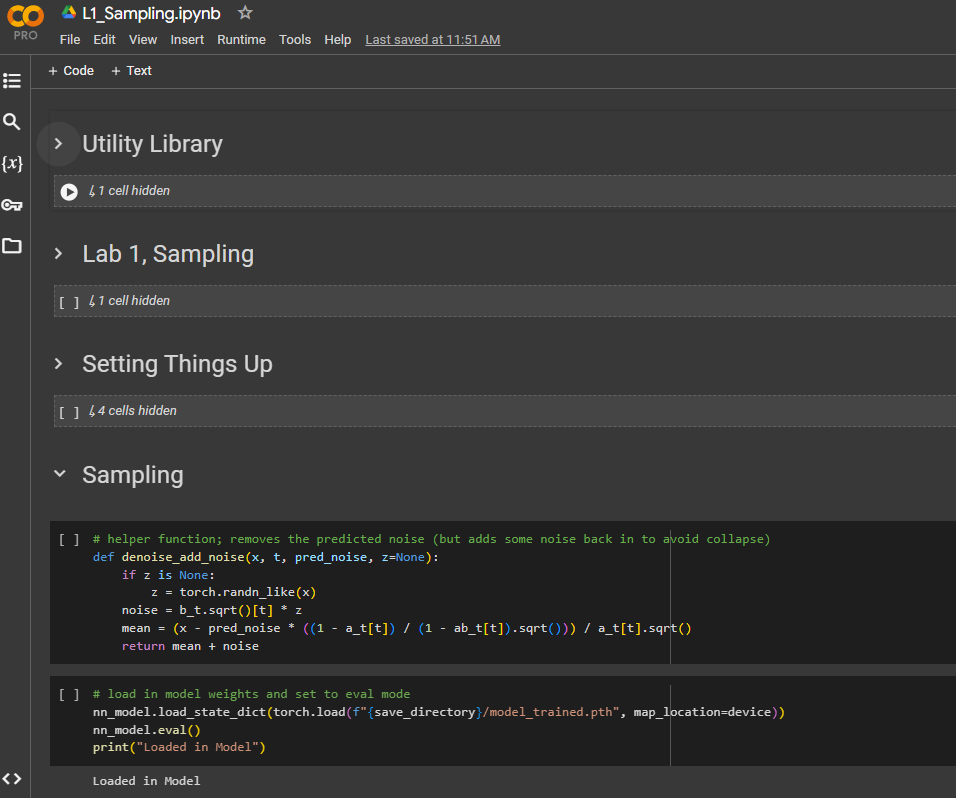 PRO
L1_Sampling.ipynb
File Edit View Insert Runtime Tools Help Last saved at 11:51 AM
+ Code + Text
Utility Library
↳ 1 cell hidden
{x}
Lab 1, Sampling
[ ] ↳ 1 cell hidden
Setting Things Up
[ ] ↳ 4 cells hidden
Sampling
[ ] # helper function; removes the predicted noise (but adds some noise back in to avoid collapse)
def denoise_add_noise(x, t, pred_noise, z=None):
    if z is None:
        z = torch.randn_like(x)
    noise = b_t.sqrt()[t] * z
    mean = (x - pred_noise * ((1 - a_t[t]) / (1 - ab_t[t]).sqrt())) / a_t[t].sqrt()
    return mean + noise
[ ] # load in model weights and set to eval mode
nn_model.load_state_dict(torch.load(f"{save_directory}/model_trained.pth", map_location=device))
nn_model.eval()
print("Loaded in Model")
Loaded in Model